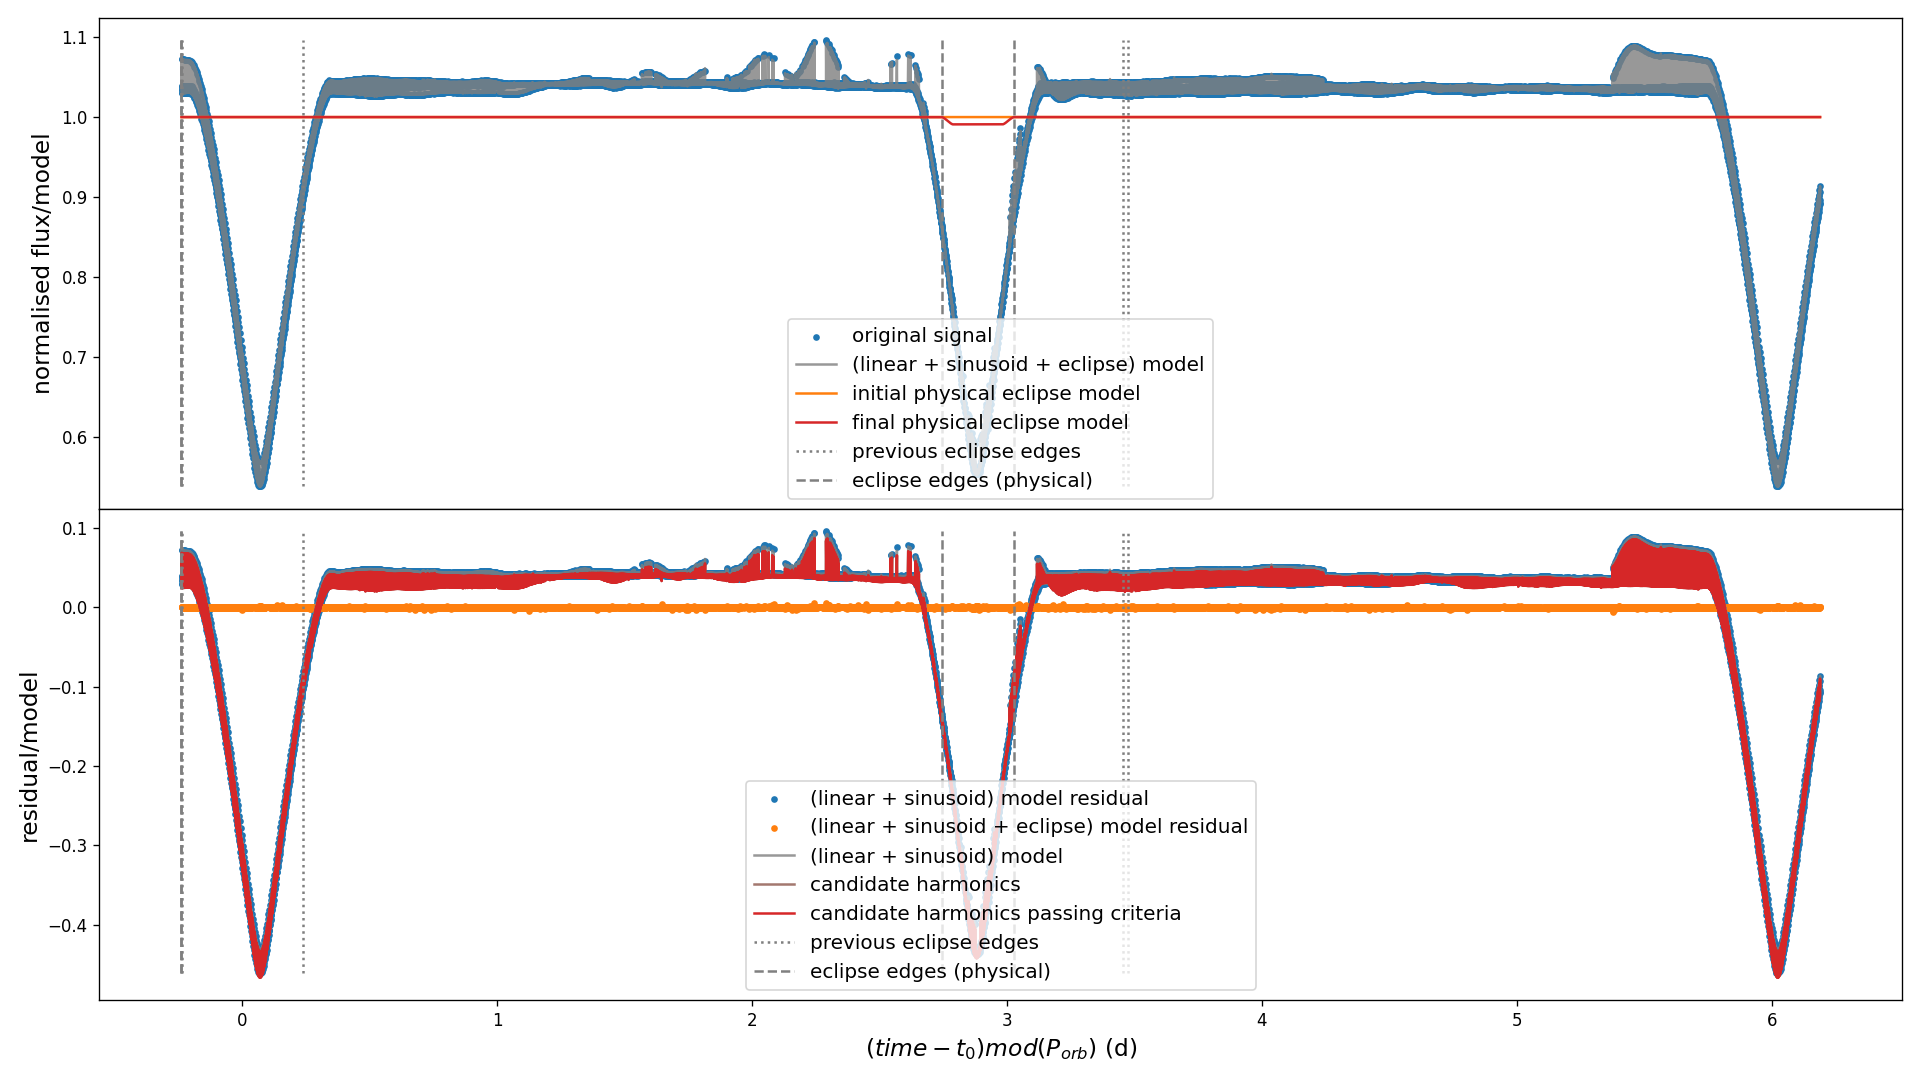 1.1
1.0
0.9
0.8
0.7
0.6
normalised flux/model
original signal
(linear + sinusoid + eclipse) model
initial physical eclipse model
final physical eclipse model
previous eclipse edges
eclipse edges (physical)
0.1
0.0
−0.1
−0.2
−0.3
−0.4
residual/model
(linear + sinusoid) model residual
(linear + sinusoid + eclipse) model residual
(linear + sinusoid) model
candidate harmonics
candidate harmonics passing criteria
previous eclipse edges
eclipse edges (physical)
0 1 2 3 4 5 6
(time − t₀)mod(P_orb) (d)